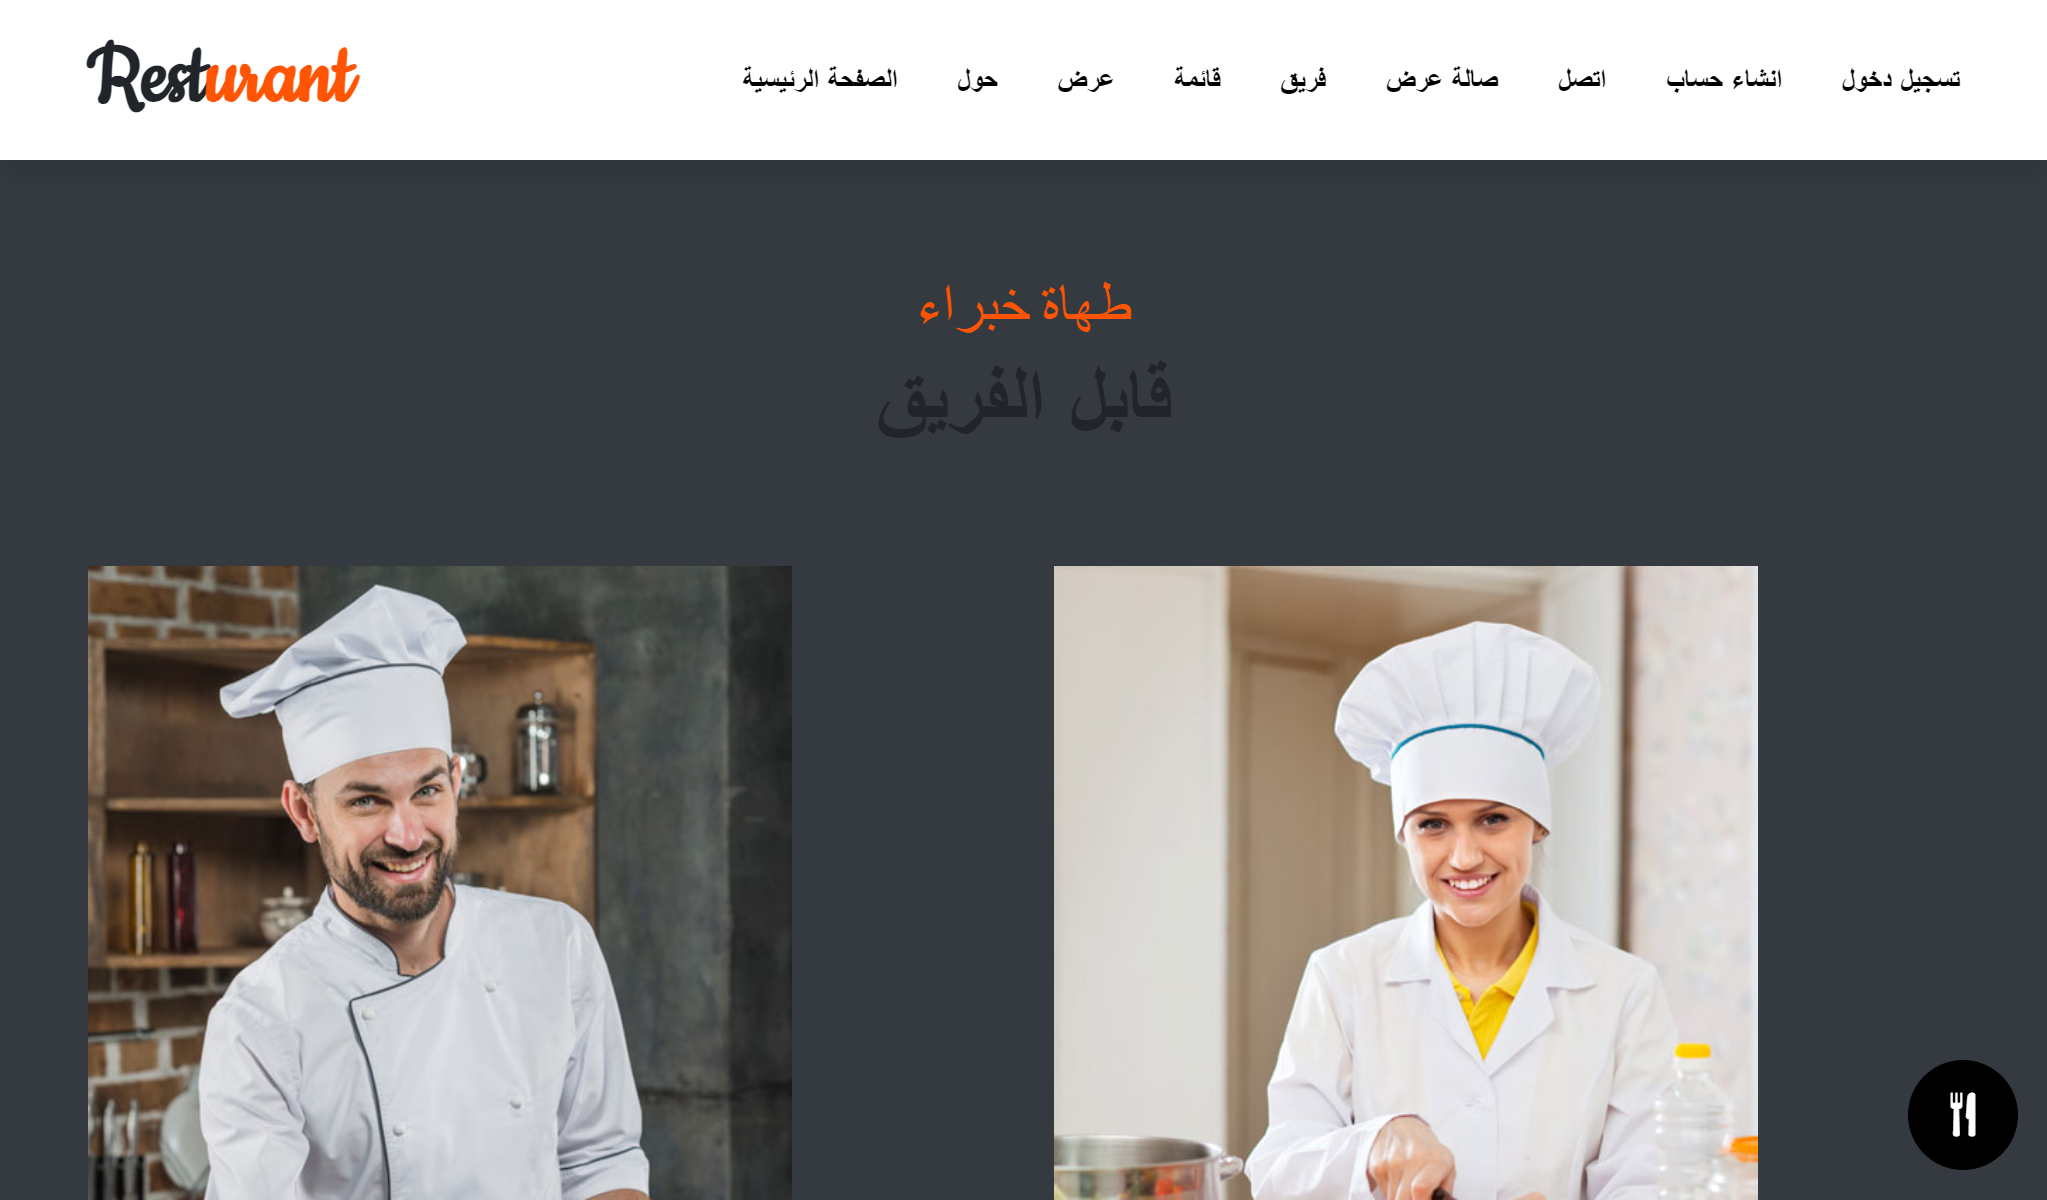 Resturant
الصفحة الرئيسية
حول
عرض
قائمة
فريق
صالة عرض
اتصل
انشاء حساب
تسجيل دخول
طهاة خبراء
قابل الفريق